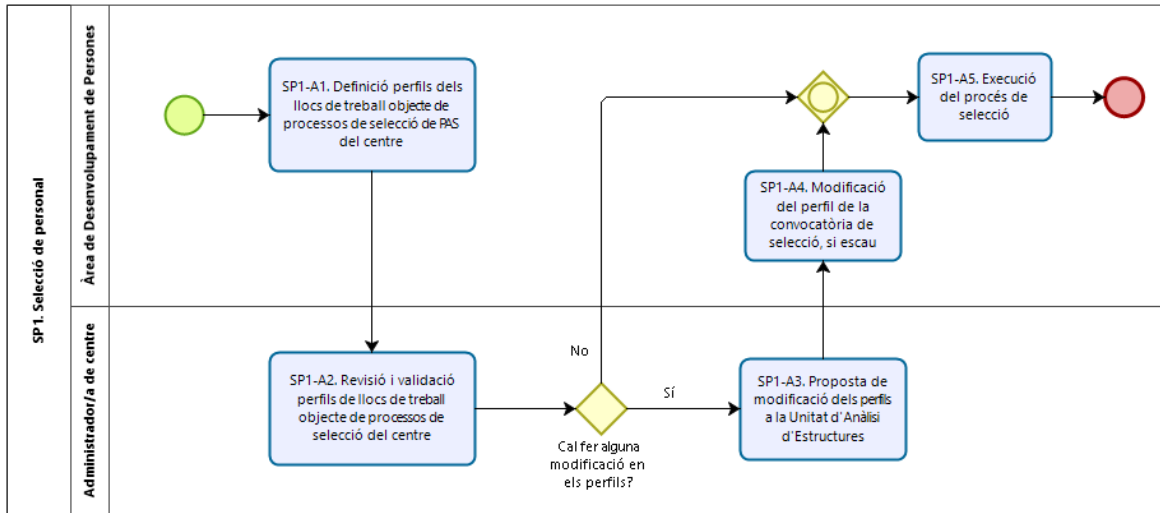 SP1. Selecció de personal
Àrea de Desenvolupament de Persones
SP1-A1. Definició perfils dels
llocs de treball objecte de
processos de selecció de PAS
del centre
SP1-A5. Execució
del procés de
selecció
SP1-A4. Modificació
del perfil de la
convocatòria de
selecció, si escau
Administrador/a de centre
SP1-A2. Revisió i validació
perfils de llocs de treball
objecte de processos de
selecció del centre
No
Sí
Cal fer alguna
modificació en
els perfils?
SP1-A3. Proposta de
modificació dels perfils
a la Unitat d'Anàlisi
d'Estructures